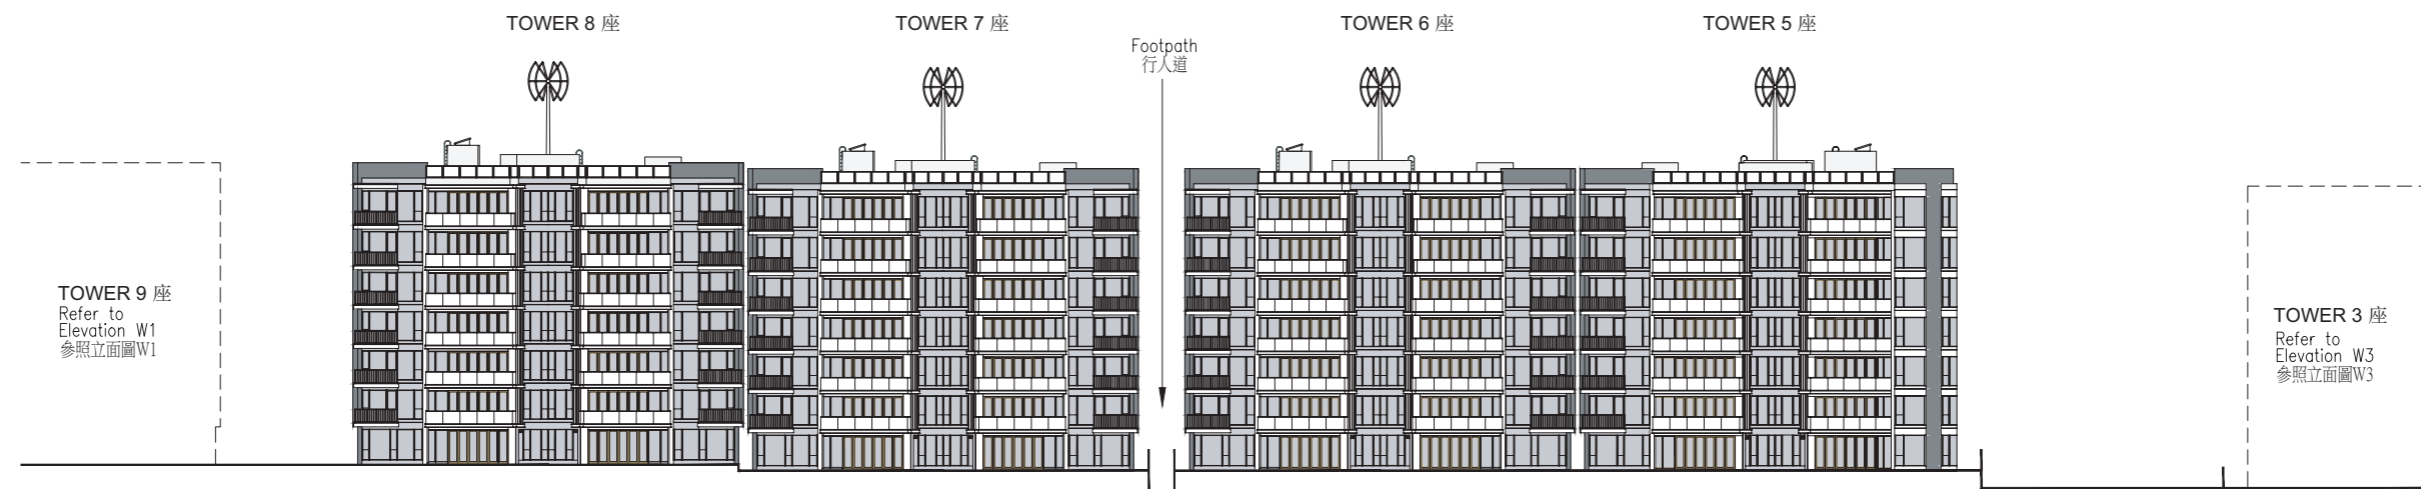 TOWER 8 座
TOWER 7 座
TOWER 6 座
TOWER 5 座
Footpath
行人道
TOWER 9 座
Refer to
Elevation W1
參照立面圖W1
TOWER 3 座
Refer to
Elevation W3
參照立面圖W3